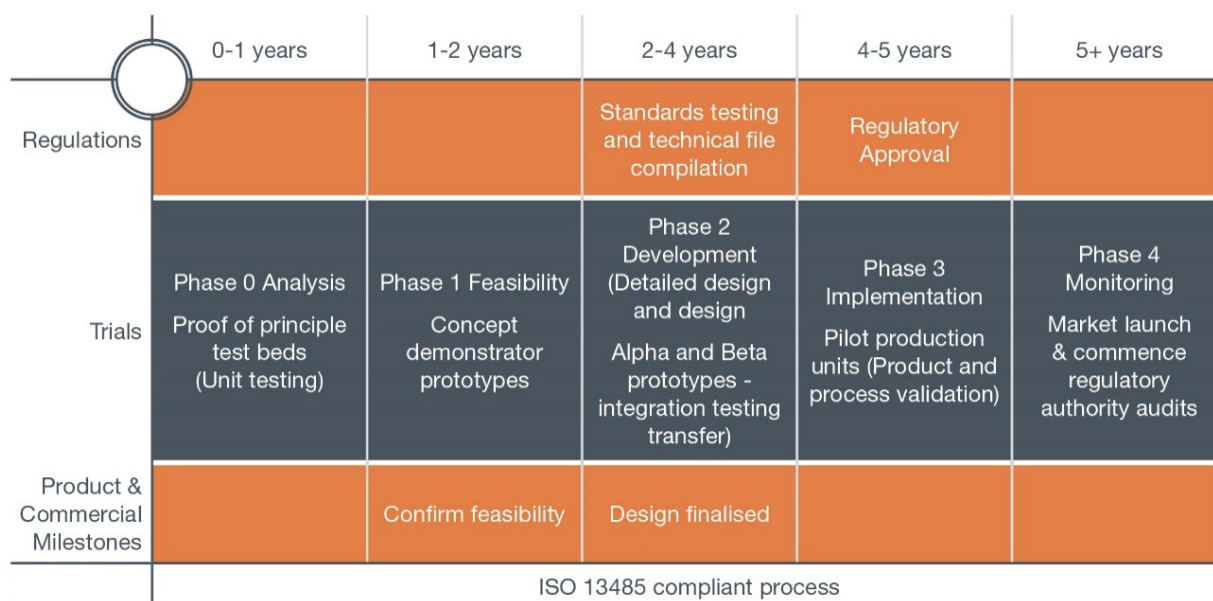 0-1 years
1-2 years
2-4 years
4-5 years
5+ years
Regulations
Standards testing
and technical file
compilation
Regulatory
Approval
Trials
Phase 0 Analysis
Proof of principle
test beds
(Unit testing)
Phase 1 Feasibility
Concept
demonstrator
prototypes
Phase 2
Development
(Detailed design
and design
Alpha and Beta
prototypes -
integration testing
transfer)
Phase 3
Implementation
Pilot production
units (Product and
process validation)
Phase 4
Monitoring
Market launch
& commence
regulatory
authority audits
Product &
Commercial
Milestones
Confirm feasibility
Design finalised
ISO 13485 compliant process